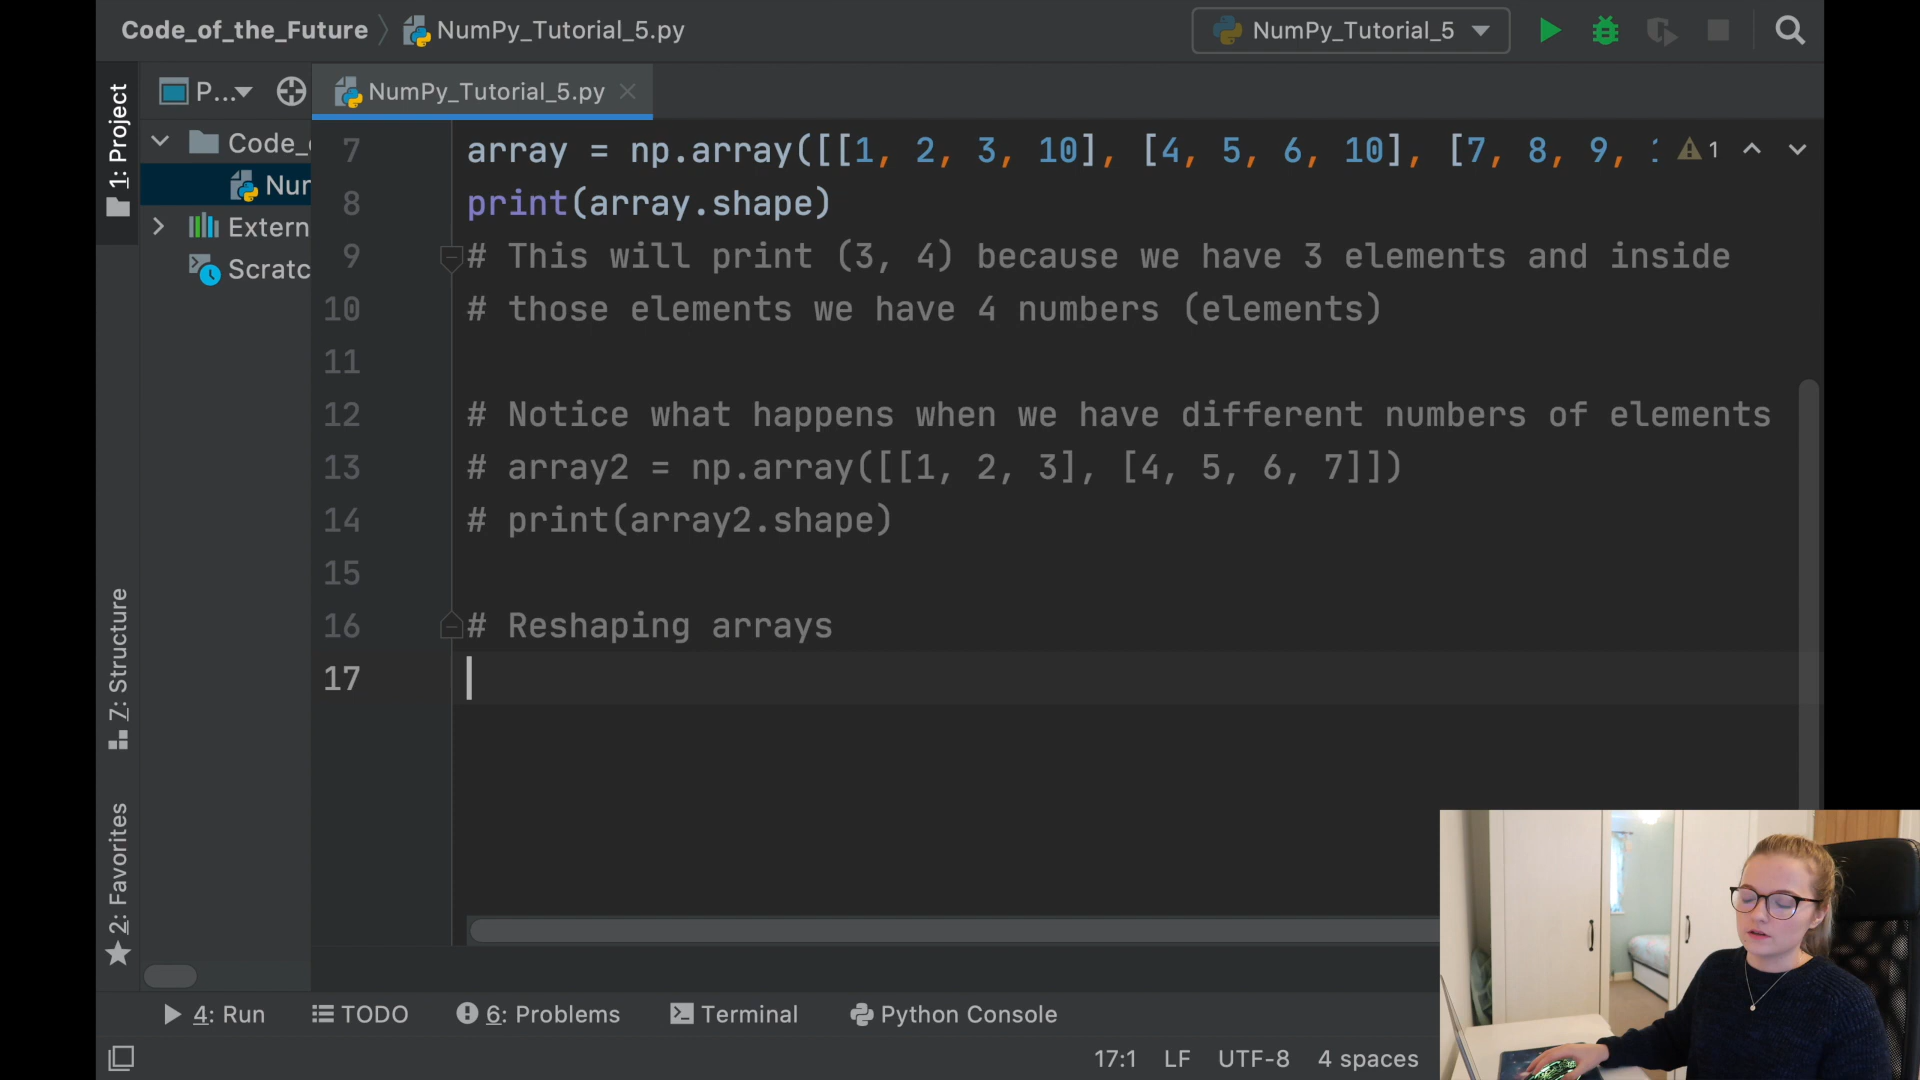 Code_of_the_Future
NumPy_Tutorial_5.py
NumPy_Tutorial_5
1: Project
P...
NumPy_Tutorial_5.py
Code_
Nur
Extern
Scratc
7: Structure
2: Favorites
7 array = np.array([[1, 2, 3, 10], [4, 5, 6, 10], [7, 8, 9,
1
8 print(array.shape)
9 # This will print (3, 4) because we have 3 elements and inside
10 # those elements we have 4 numbers (elements)
11
12 # Notice what happens when we have different numbers of elements
13 # array2 = np.array([[1, 2, 3], [4, 5, 6, 7]])
14 # print(array2.shape)
15
16 # Reshaping arrays
17
4: Run
TODO
6: Problems
Terminal
Python Console
17:1 LF UTF-8 4 spaces